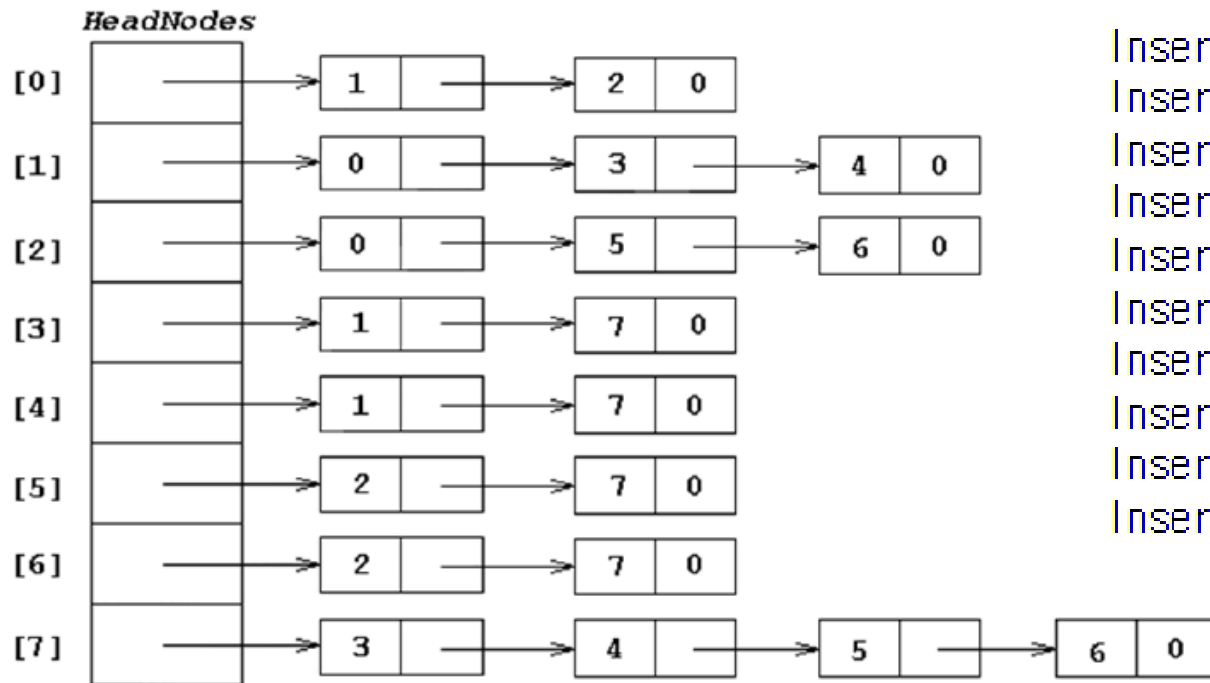 HeadNodes
[0] 1 2 0
[1] 0 3 4 0
[2] 0 5 6 0
[3] 1 7 0
[4] 1 7 0
[5] 2 7 0
[6] 2 7 0
[7] 3 4 5 6 0
Inser
Inser
Inser
Inser
Inser
Inser
Inser
Inser
Inser
Inser